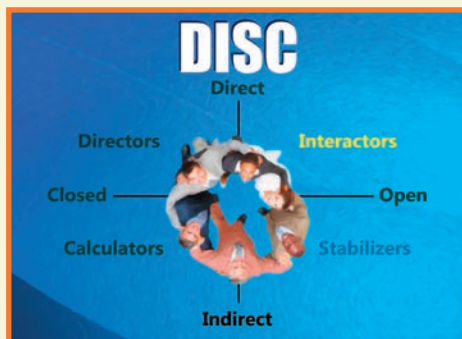 DISC
Direct
Directors
Interactors
Closed
Open
Calculators
Stabilizers
Indirect